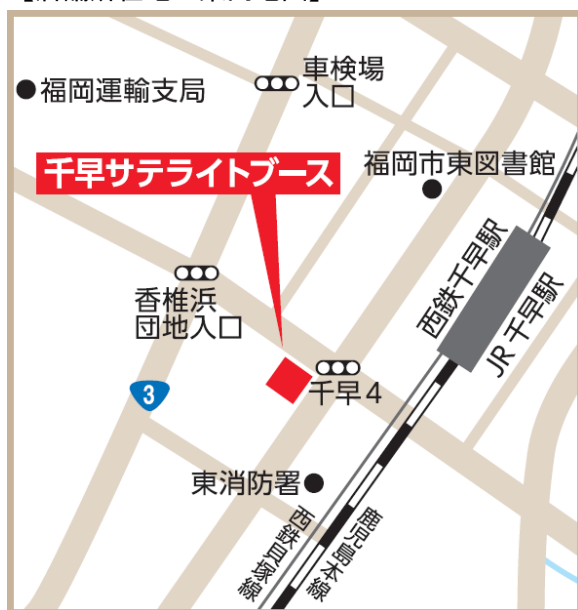 車検場
入口
福岡運輸支局
福岡市東図書館
千早サテライトブース
西鉄千早駅
JR千早駅
香椎浜
団地入口
千早4
3
東消防署
西鉄貝塚線
鹿児島本線